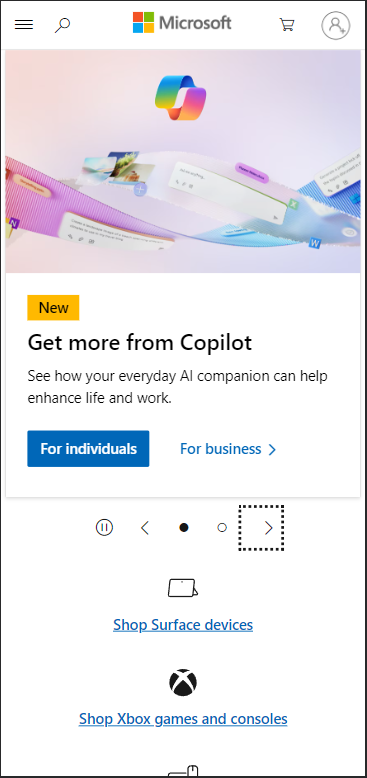 Microsoft
New
Get more from Copilot
See how your everyday AI companion can help
enhance life and work.
For individuals
For business
Shop Surface devices
Shop Xbox games and consoles